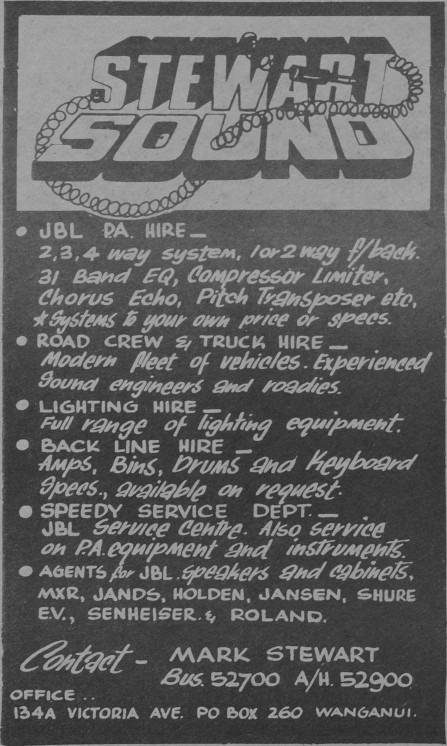 STEWART
SOUND
• JBL P.A. HIRE —
2,3,4 way system, 1 or 2 way f/back.
31 Band EQ, Compressor Limiter,
Chorus Echo, Pitch Transposer etc,
* Systems to your own price or specs.
• ROAD CREW & TRUCK HIRE —
Modern fleet of vehicles. Experienced
Sound engineers and roadies.
• LIGHTING HIRE —
Full range of lighting equipment.
• BACK LINE HIRE —
Amps, Bins, Drums and Keyboard
Specs., available on request.
• SPEEDY SERVICE DEPT. —
JBL Service Centre. Also service
on P.A. equipment and instruments.
• AGENTS for JBL. speakers and cabinets,
MXR, JANDS, HOLDEN, JANSEN, SHURE
E.V., SENHEISER. & ROLAND.
Contact - MARK STEWART
Bus. 52700 A/H. 52900
OFFICE...
134A VICTORIA AVE. PO BOX 260 WANGANUI.